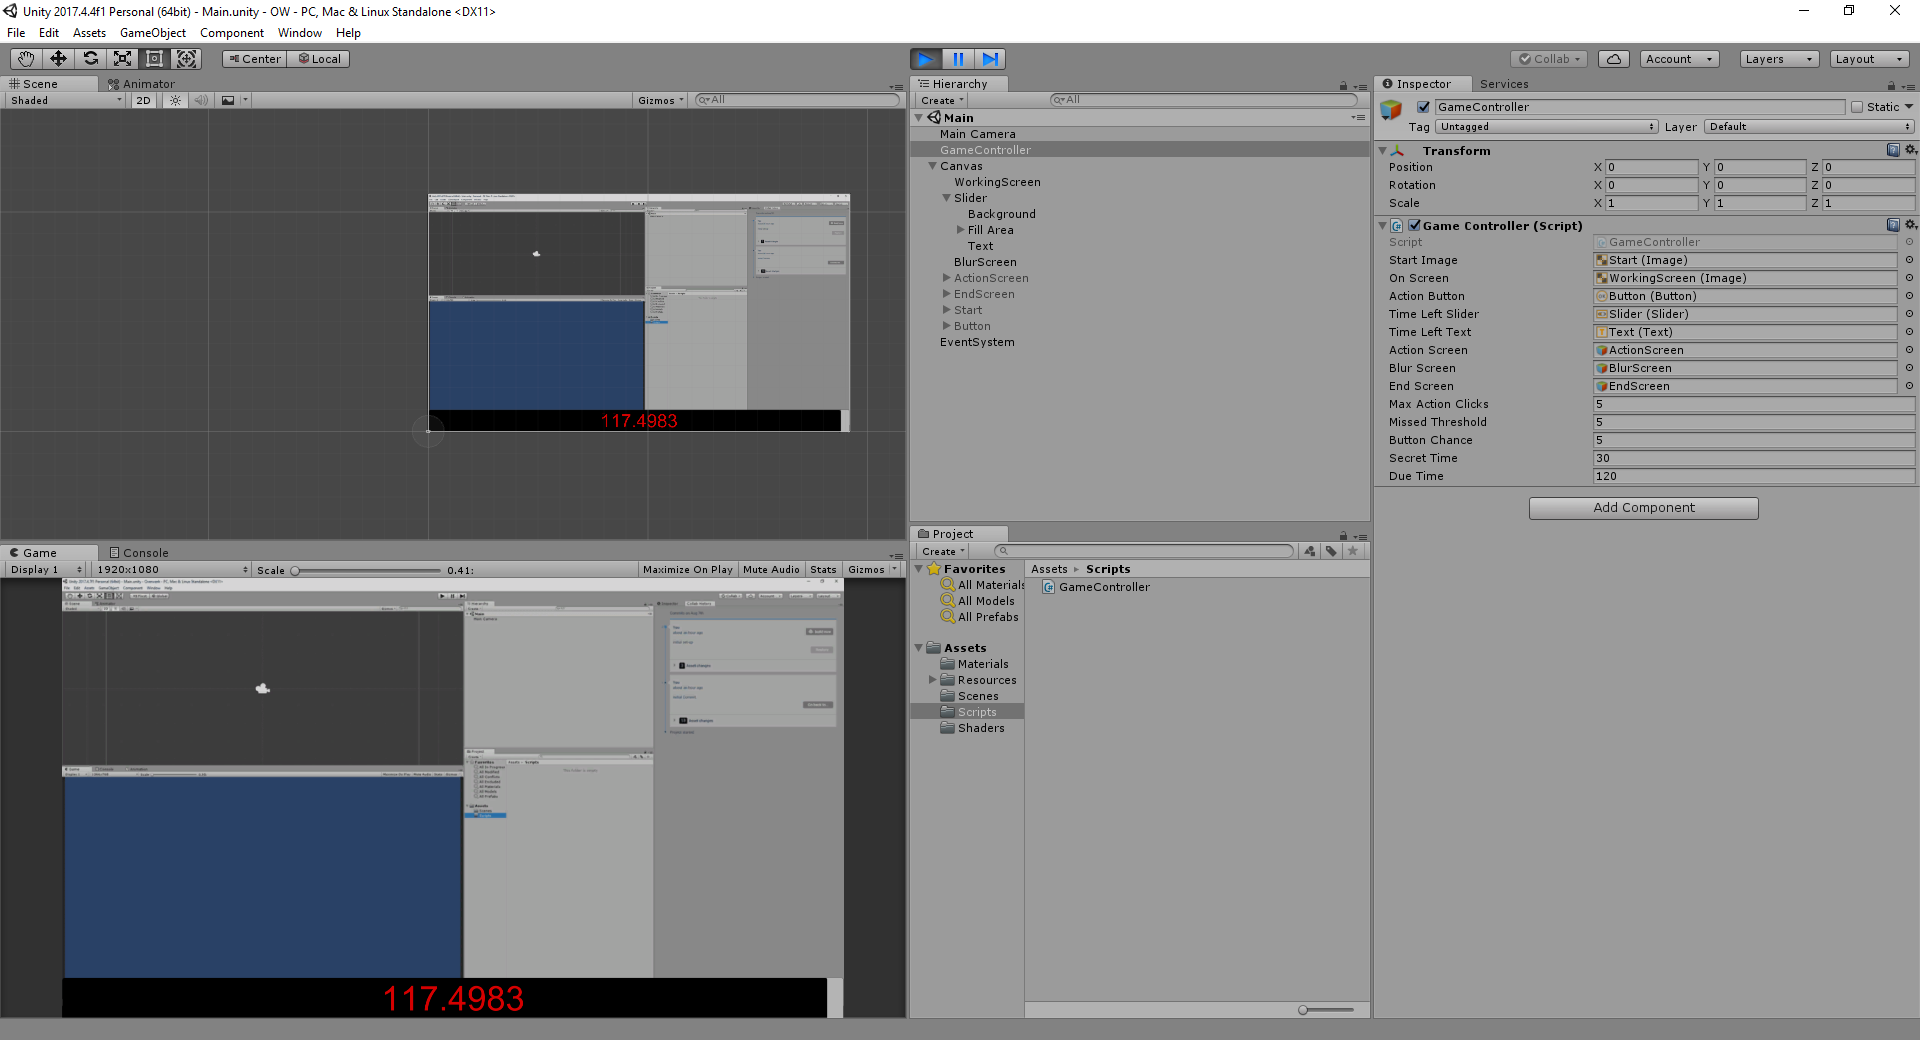 Unity 2017.4.4f1 Personal (64bit) - Main.unity - OW - PC, Mac & Linux Standalone <DX11>
File Edit Assets GameObject Component Window Help
Center Local
Collab Account Layers Layout
Scene Animator
Shaded 2D Gizmos All
117.4983
Game Console
Display 1 1920x1080 Scale 0.41: Maximize On Play Mute Audio Stats Gizmos
117.4983
Hierarchy
Create All
Main
Main Camera
GameController
Canvas
WorkingScreen
Slider
Background
Fill Area
Text
BlurScreen
ActionScreen
EndScreen
Start
Button
EventSystem
Project
Create
Favorites
All Materials
All Models
All Prefabs
Assets
Materials
Resources
Scenes
Scripts
Shaders
Assets Scripts
GameController
Inspector Services
GameController Static
Tag Untagged Layer Default
Transform
Position X 0 Y 0 Z 0
Rotation X 0 Y 0 Z 0
Scale X 1 Y 1 Z 1
Game Controller (Script)
Script GameController
Start Image Start (Image)
On Screen WorkingScreen (Image)
Action Button Button (Button)
Time Left Slider Slider (Slider)
Time Left Text Text (Text)
Action Screen ActionScreen
Blur Screen BlurScreen
End Screen EndScreen
Max Action Clicks 5
Missed Threshold 5
Button Chance 5
Secret Time 30
Due Time 120
Add Component